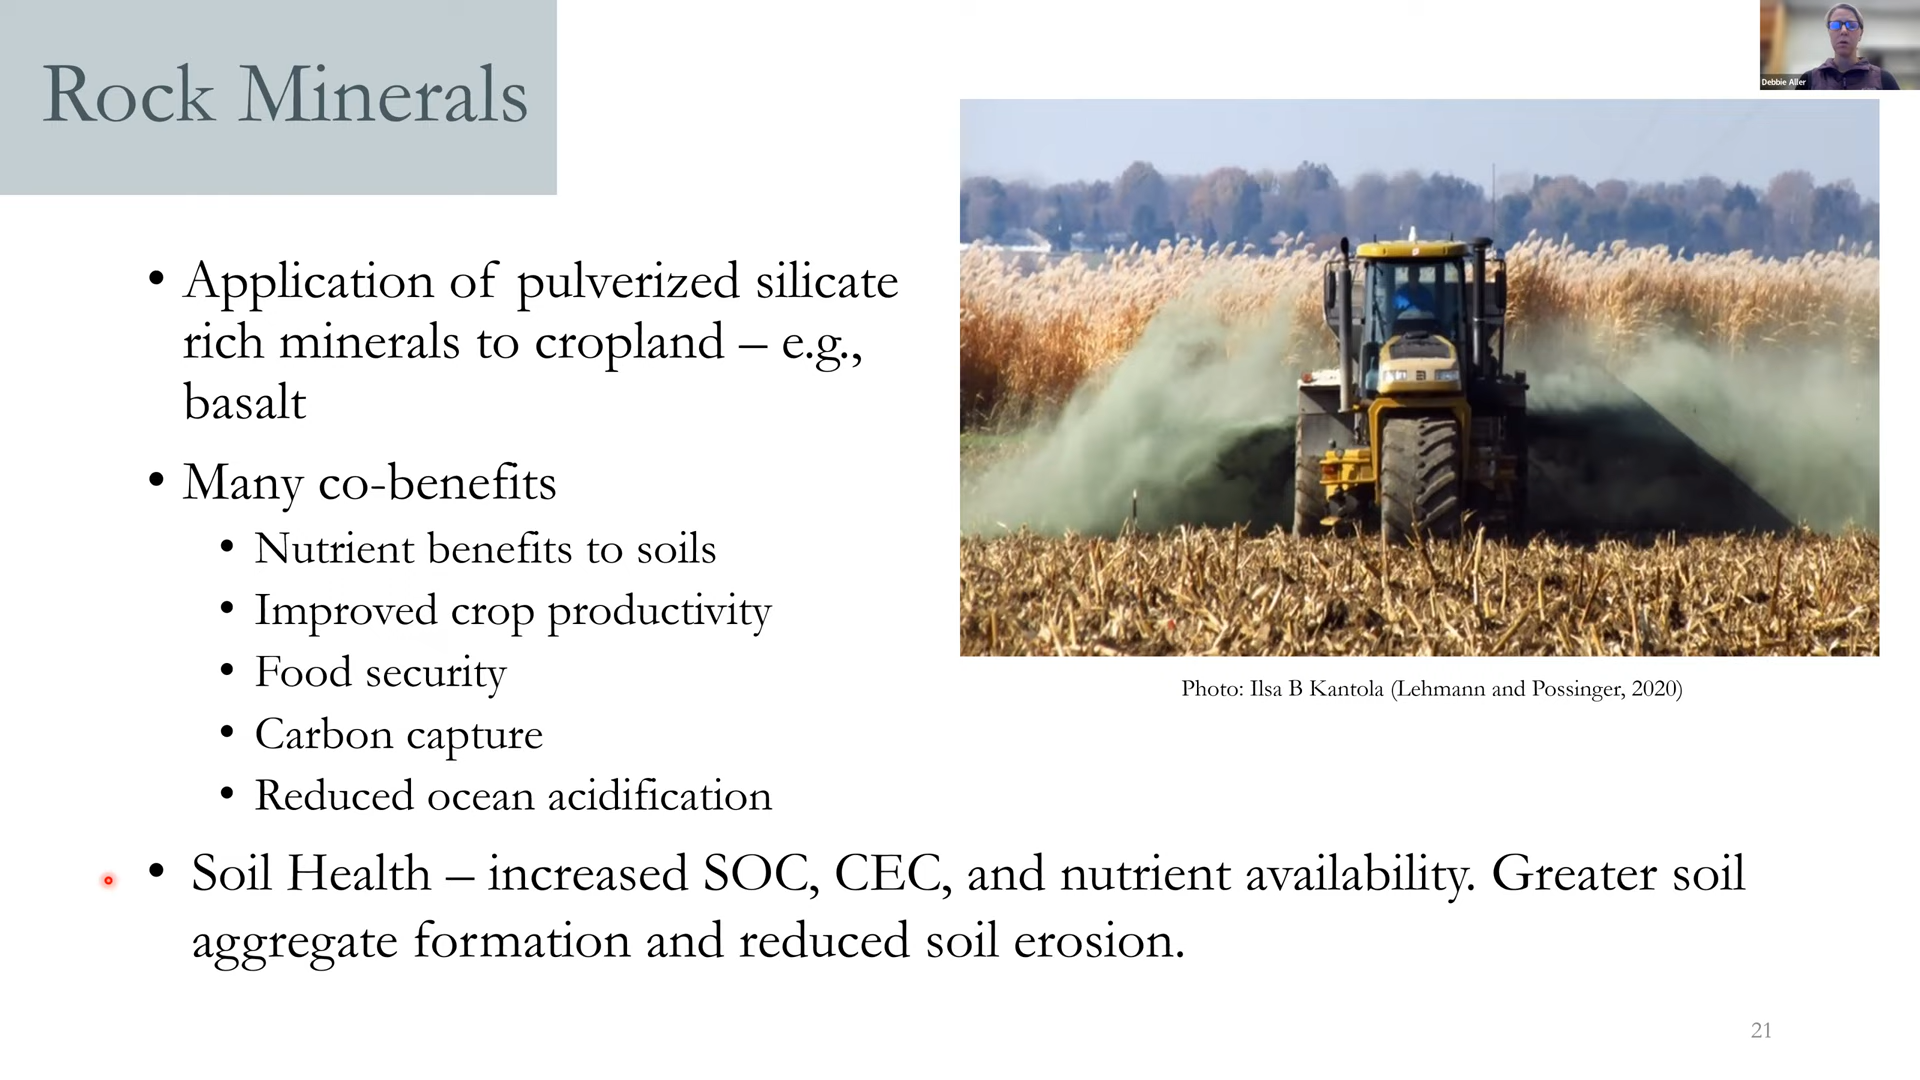 Rock Minerals
Debbie Aller
• Application of pulverized silicate
rich minerals to cropland – e.g.,
basalt
• Many co-benefits
• Nutrient benefits to soils
• Improved crop productivity
• Food security
• Carbon capture
• Reduced ocean acidification
Photo: Ilsa B Kantola (Lehmann and Possinger, 2020)
• Soil Health – increased SOC, CEC, and nutrient availability. Greater soil
aggregate formation and reduced soil erosion.
21